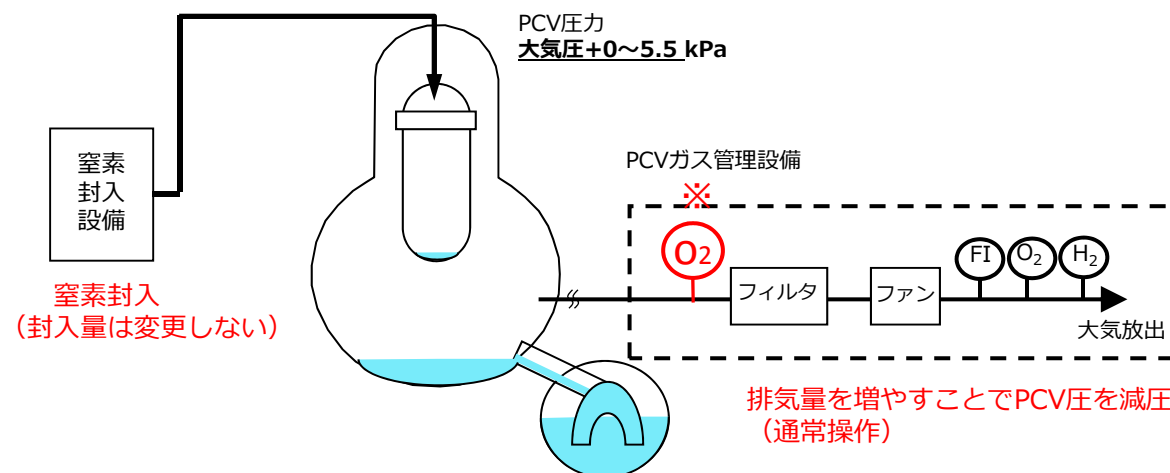 PCV圧力
大気圧+0～5.5 kPa
窒素
封入
設備
窒素封入
（封入量は変更しない）
PCVガス管理設備
※
O2
フィルタ
ファン
FI
O₂
H₂
大気放出
排気量を増やすことでPCV圧を減圧
（通常操作）